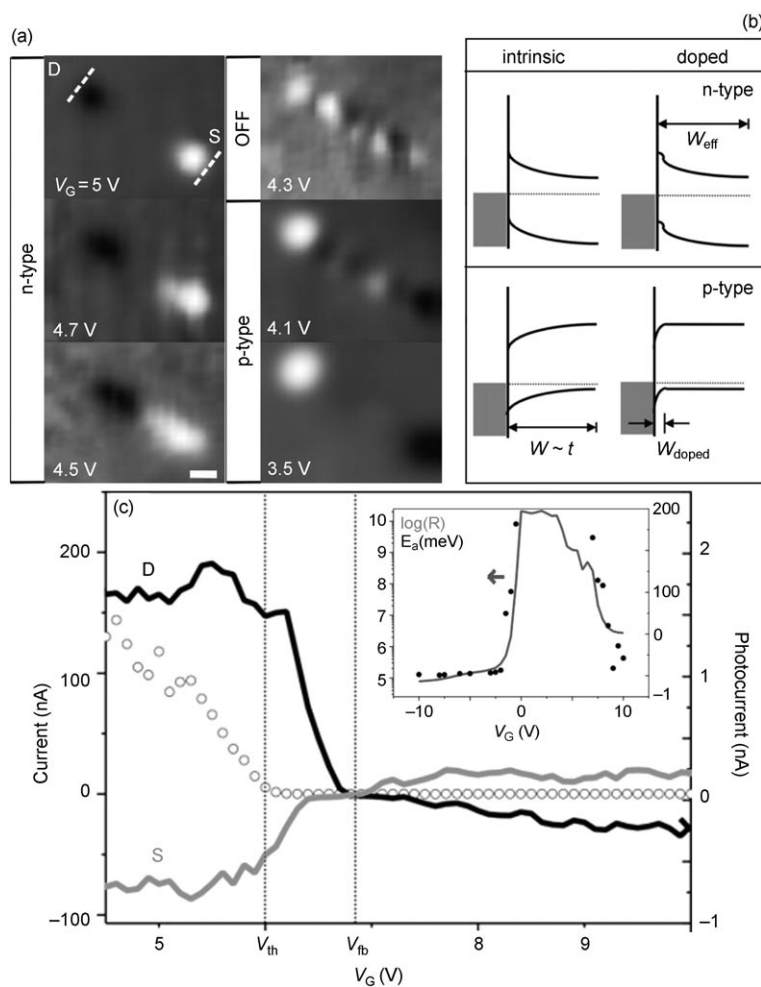 (a)
(b)
D
S
V_G = 5 V
4.7 V
4.5 V
n-type
OFF
p-type
4.3 V
4.1 V
3.5 V
intrinsic
doped
n-type
W_eff
p-type
W ~ t
W_doped
(c)
D
S
200
100
0
–100
Current (nA)
5
V_th
V_fb
8
9
V_G (V)
2
1
0
–1
Photocurrent (nA)
log(R)
E_a(meV)
10
9
8
7
6
5
–10
0
10
V_G (V)
200
100
0
–1